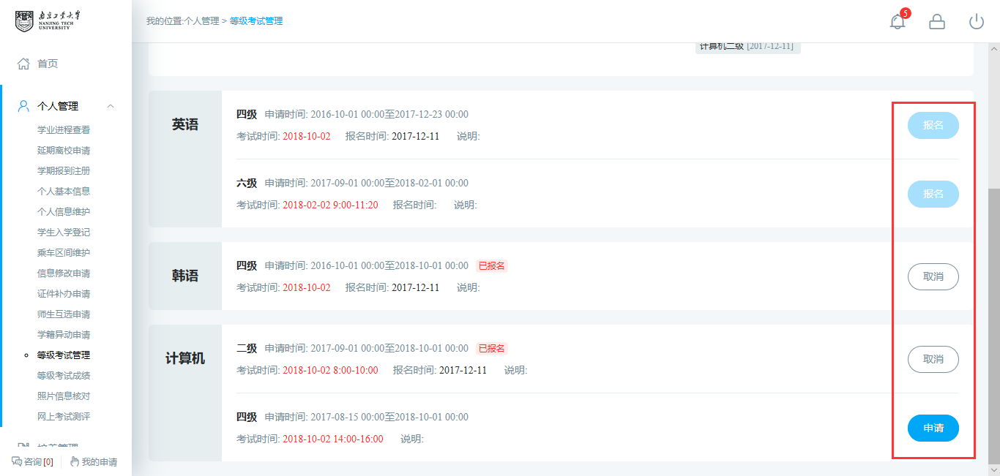 南京工业大学
NANJING TECH
UNIVERSITY
我的位置:个人管理 > 等级考试管理
5
首页
个人管理
学业进程查看
延期离校申请
学期报到注册
个人基本信息
个人信息维护
学生入学登记
乘车区间维护
信息修改申请
证件补办申请
师生互选申请
学籍异动申请
等级考试管理
等级考试成绩
照片信息核对
网上考试测评
培养管理
咨询[0]
我的申请
计算机二级 [2017-12-11]
英语
四级 申请时间: 2016-10-01 00:00至2017-12-23 00:00
考试时间: 2018-10-02 报名时间: 2017-12-11 说明:
报名
六级 申请时间: 2017-09-01 00:00至2018-02-01 00:00
考试时间: 2018-02-02 9:00-11:20 报名时间: 说明:
报名
韩语
四级 申请时间: 2016-10-01 00:00至2018-10-01 00:00 已报名
考试时间: 2018-10-02 报名时间: 2017-12-11 说明:
取消
计算机
二级 申请时间: 2017-09-01 00:00至2018-10-01 00:00 已报名
考试时间: 2018-10-02 8:00-10:00 报名时间: 2017-12-11 说明:
取消
四级 申请时间: 2017-08-15 00:00至2018-10-01 00:00
考试时间: 2018-10-02 14:00-16:00 说明:
申请